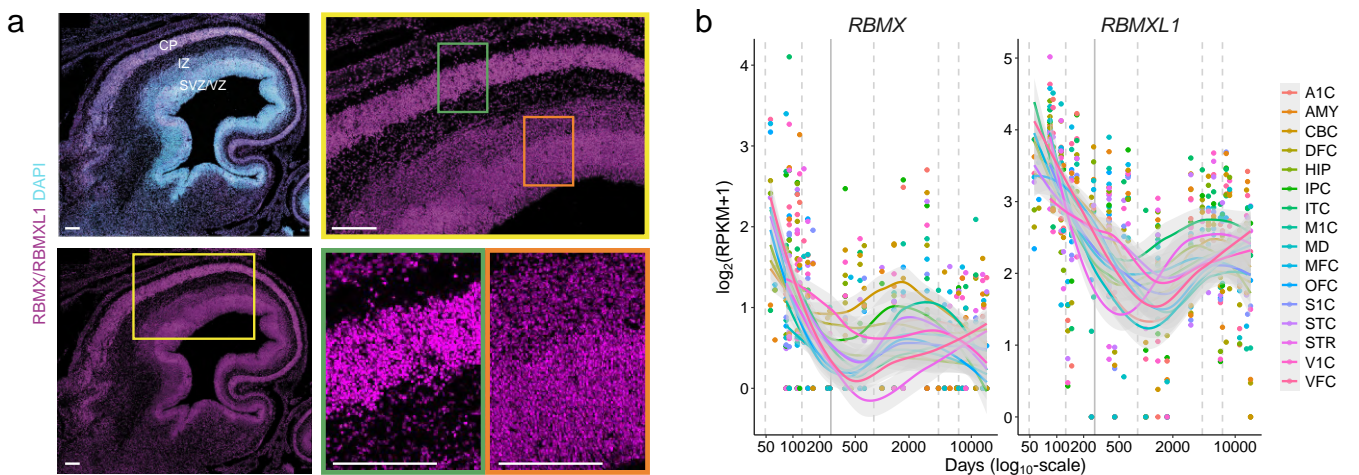 a
RBMX/RBMXL1 DAPI
CP
IZ
SVZ/VZ
b
RBMX
RBMXL1
log2(RPKM+1)
4
3
2
1
0
5
4
3
2
1
0
50 100 200 500 2000 10000
50 100 200 500 2000 10000
Days (log10-scale)
A1C
AMY
CBC
DFC
HIP
IPC
ITC
M1C
MD
MFC
OFC
S1C
STC
STR
V1C
VFC